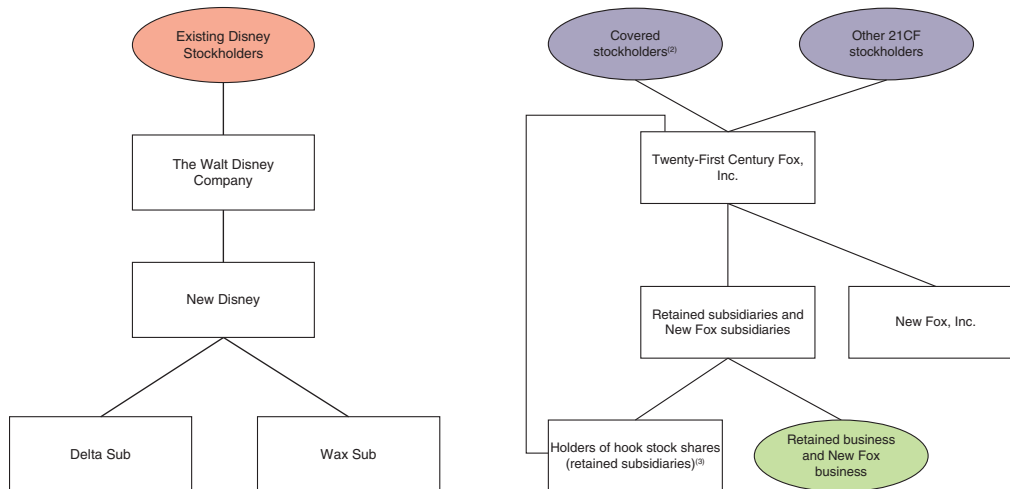 Existing Disney
Stockholders
The Walt Disney
Company
New Disney
Delta Sub
Wax Sub
Covered
stockholders(2)
Other 21CF
stockholders
Twenty-First Century Fox,
Inc.
Retained subsidiaries and
New Fox subsidiaries
New Fox, Inc.
Holders of hook stock shares
(retained subsidiaries)(3)
Retained business
and New Fox
business